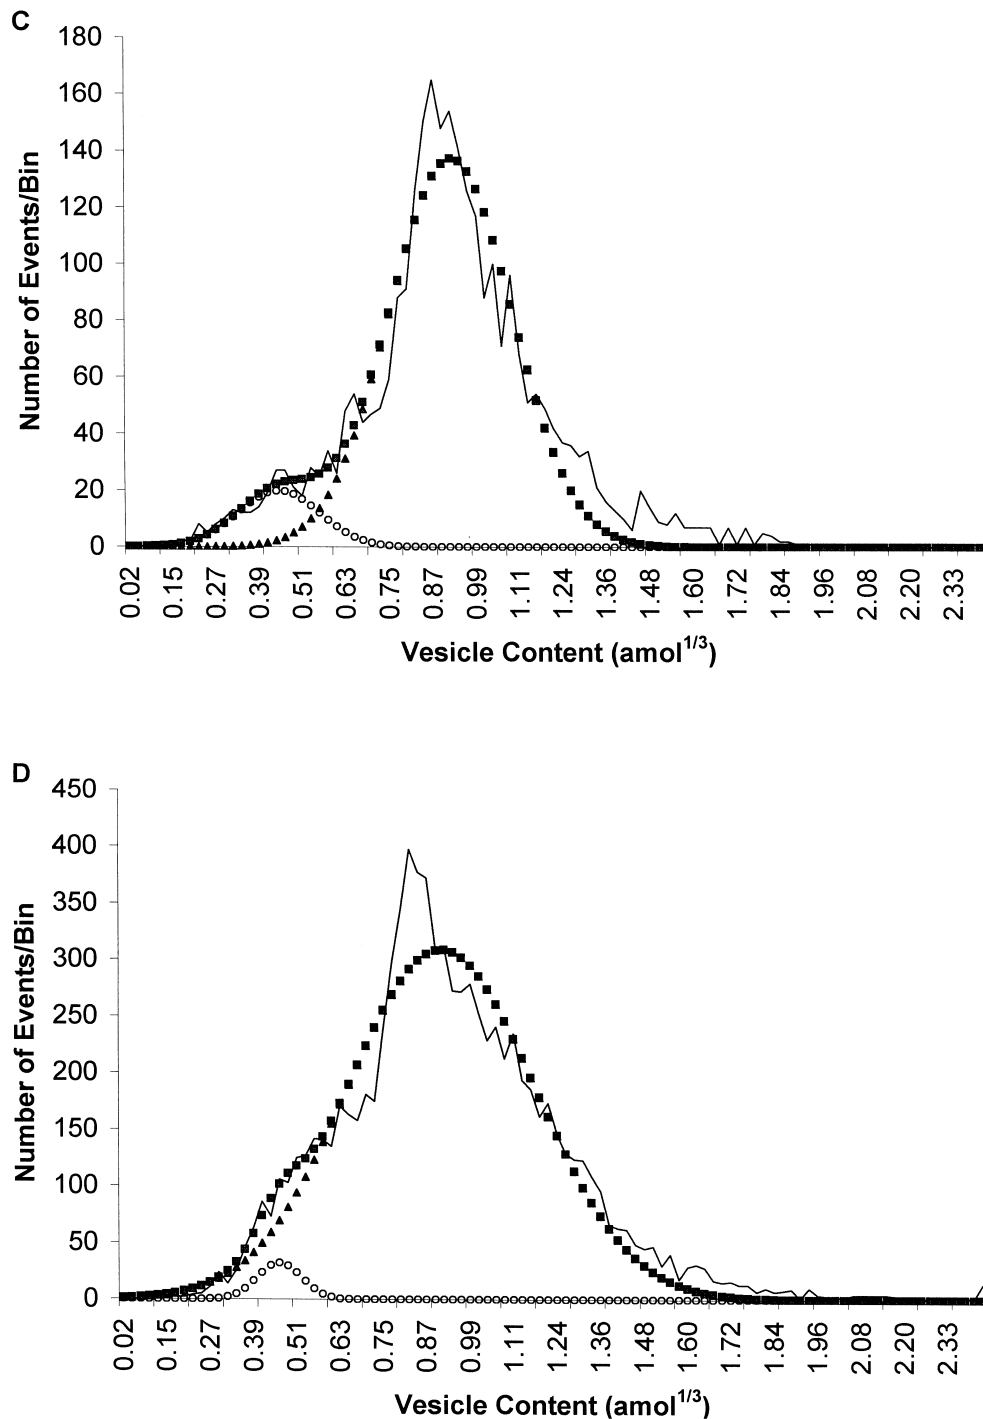 C
180
160
140
120
100
80
60
40
20
0
Number of Events/Bin
0.02 0.15 0.27 0.39 0.51 0.63 0.75 0.87 0.99 1.11 1.24 1.36 1.48 1.60 1.72 1.84 1.96 2.08 2.20 2.33
Vesicle Content (amol^1/3)
D
450
400
350
300
250
200
150
100
50
0
Number of Events/Bin
0.02 0.15 0.27 0.39 0.51 0.63 0.75 0.87 0.99 1.11 1.24 1.36 1.48 1.60 1.72 1.84 1.96 2.08 2.20 2.33
Vesicle Content (amol^1/3)